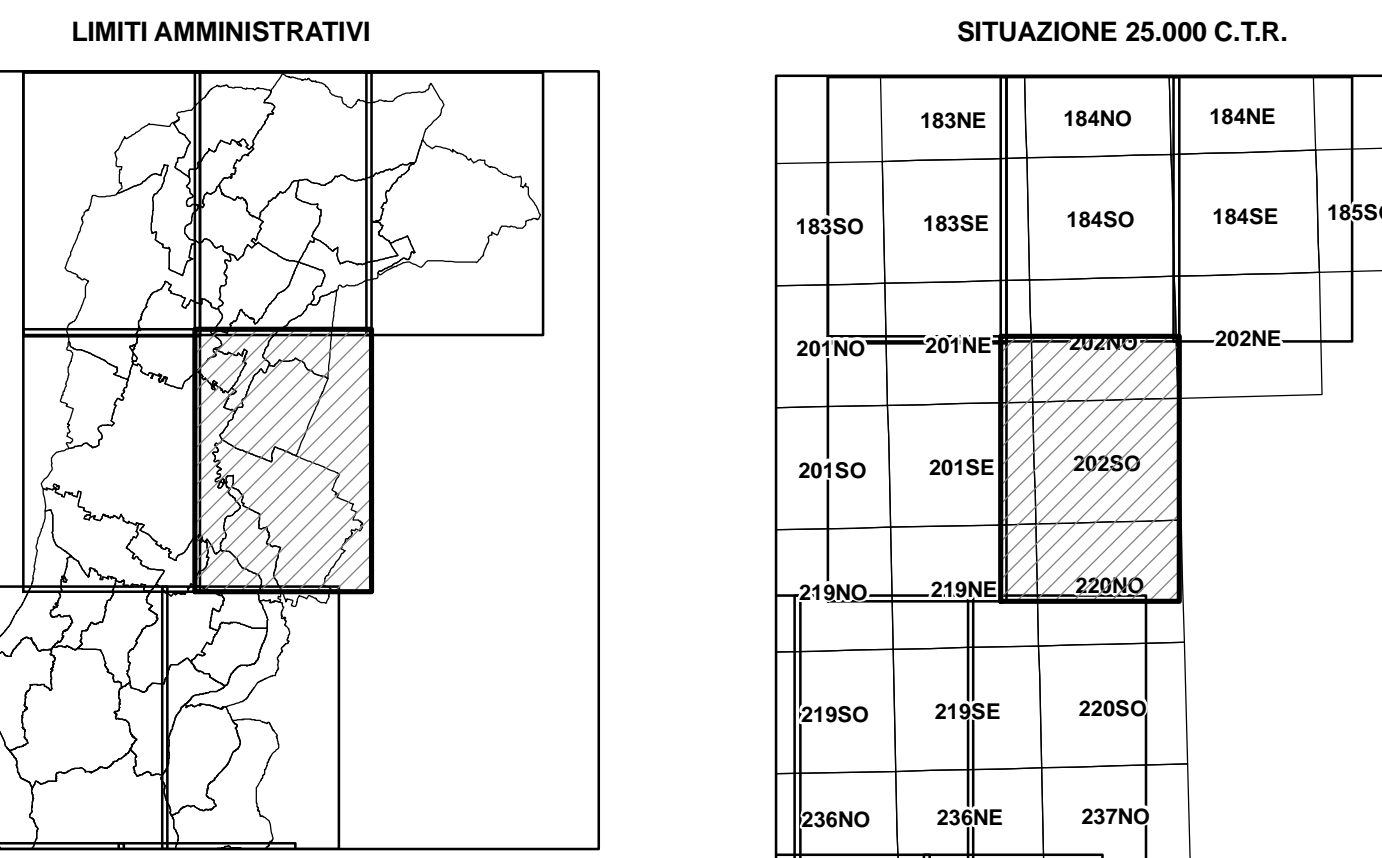 LIMITI AMMINISTRATIVI
SITUAZIONE 25.000 C.T.R.
183NE 184NO 184NE
183SO 183SE 184SO 184SE
201NO 201NE 202NO 202NE
201SO 201SE 202SO
219NO 219NE 220NO
219SO 219SE 220SO
236NO 236NE 237NO